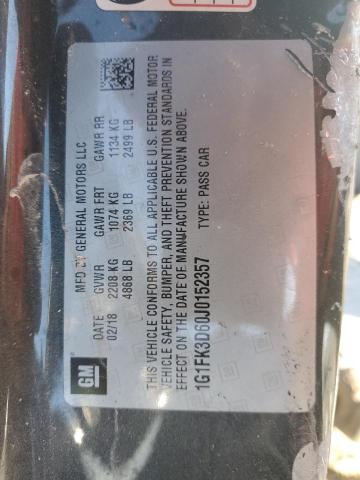 MFD BY GENERAL MOTORS LLC
DATE GVWR GAWR FRT GAWR RR
02/18 2208 KG 1074 KG 1134 KG
4868 LB 2369 LB 2499 LB
GM
THIS VEHICLE CONFORMS TO ALL APPLICABLE U.S. FEDERAL MOTOR
VEHICLE SAFETY, BUMPER, AND THEFT PREVENTION STANDARDS IN
EFFECT ON THE DATE OF MANUFACTURE SHOWN ABOVE.
1G1FK3D60J0152357 TYPE: PASS CAR